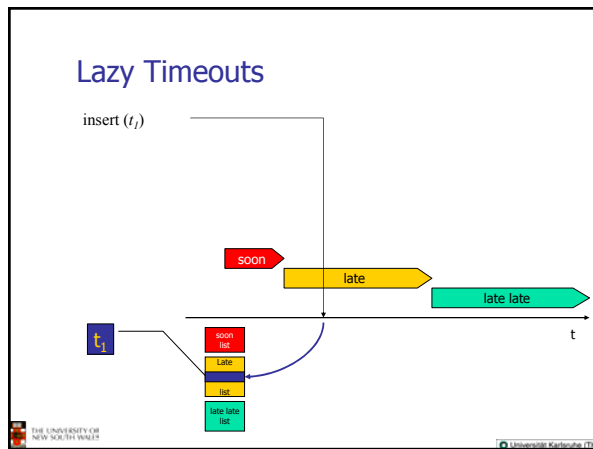 Lazy Timeouts
insert (t1)
soon
late
late late
t
t1
soon
list
Late
list
late late
list
THE UNIVERSITY OF
NEW SOUTH WALES
Universität Karlsruhe (T